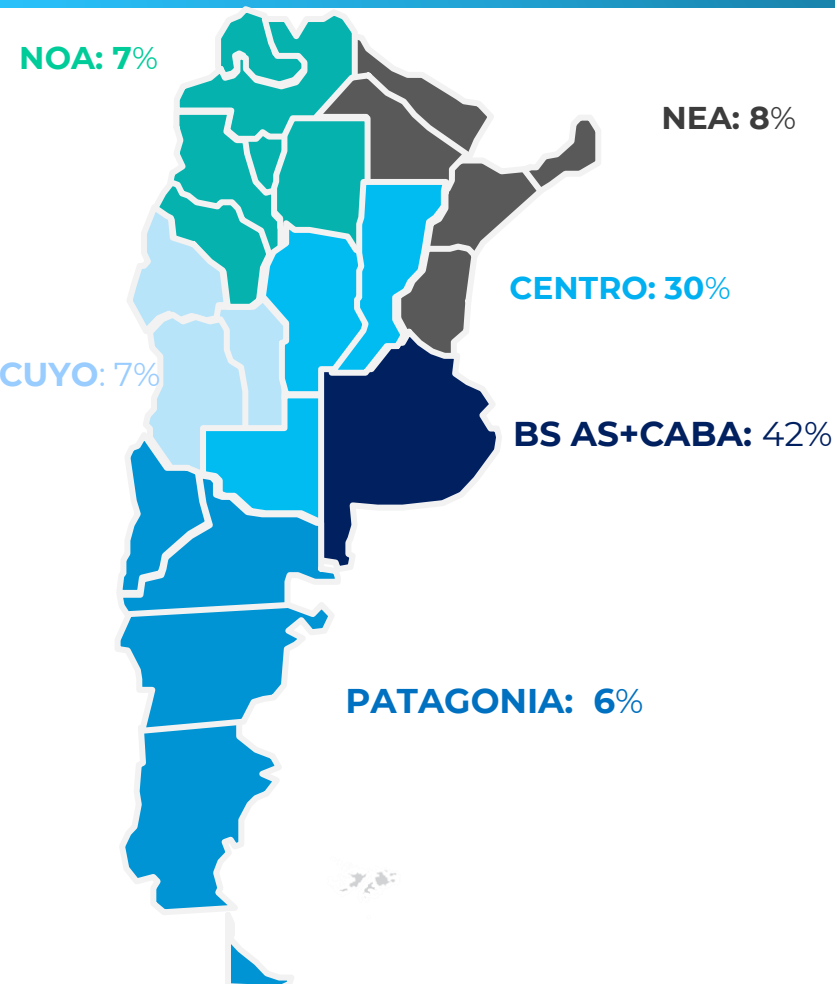 NOA: 7%
NEA: 8%
CENTRO: 30%
CUYO: 7%
BS AS+CABA: 42%
PATAGONIA: 6%